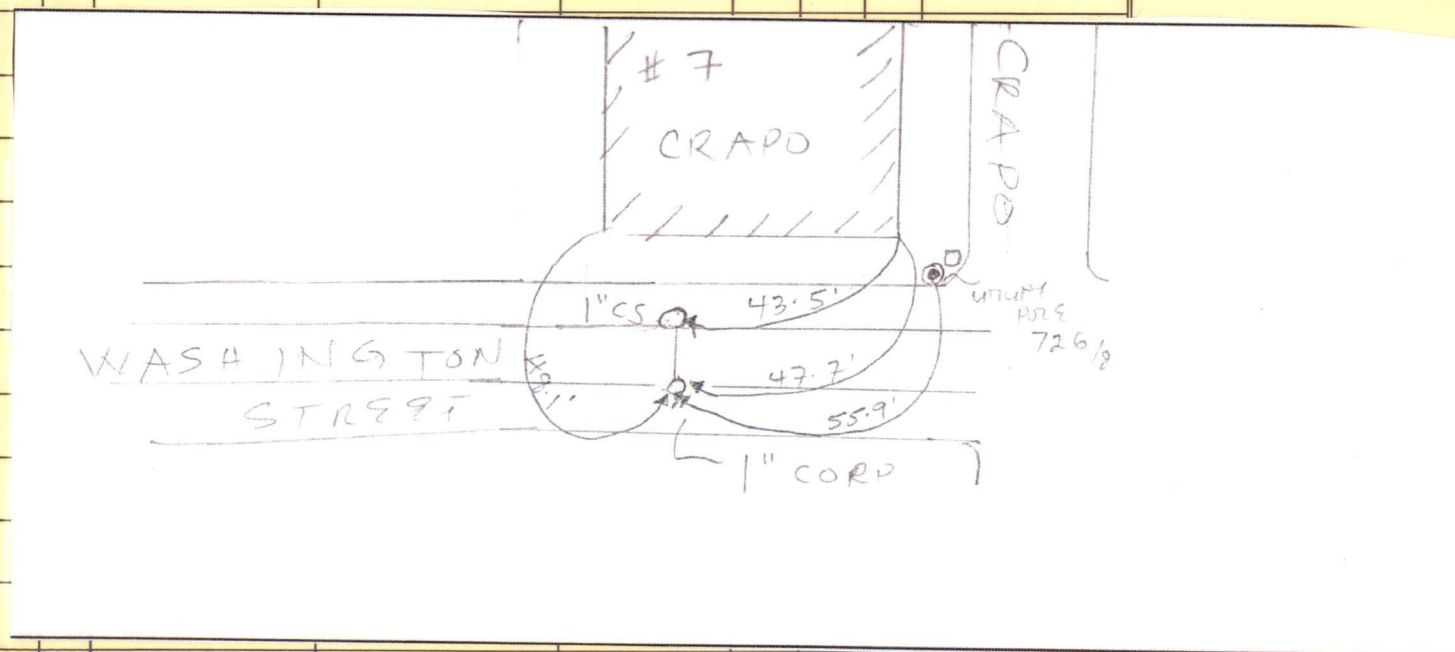 # 7
CRAPO
CRAPO
1" CS
43.5'
UTILITY
POLE
726/8
WASHINGTON
47.7'
STREET
55.9'
1" CORP